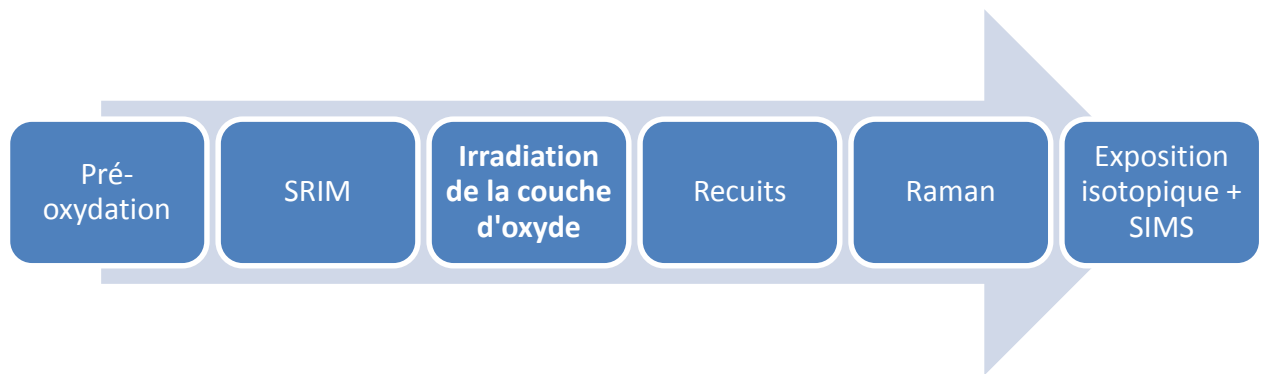 Pré-
oxydation
SRIM
Irradiation
de la couche
d'oxyde
Recuits
Raman
Exposition
isotopique +
SIMS